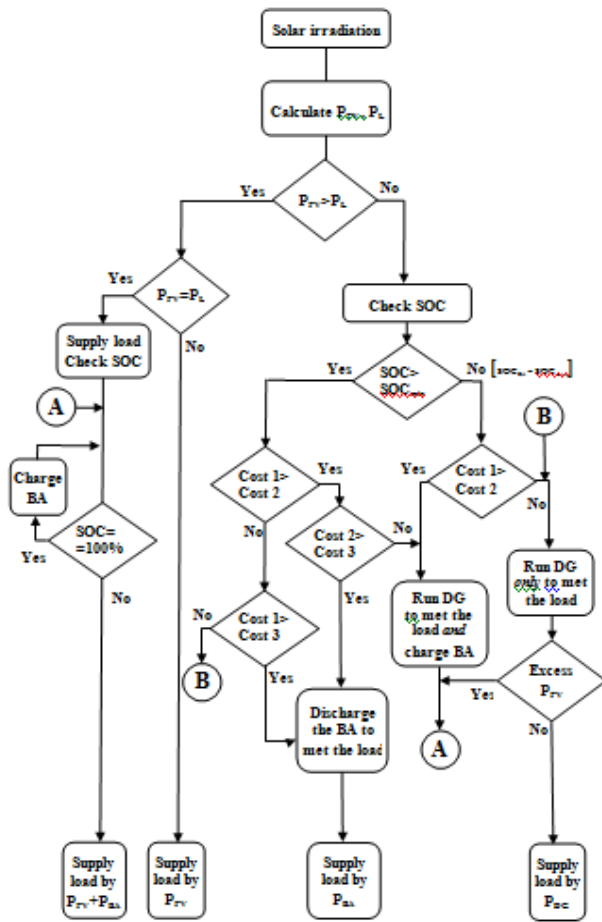 Solar irradiation
Calculate P_PV, P_L
P_PV>P_L
Yes
No
P_PV=P_L
Yes
No
Check SOC
Supply load
Check SOC
SOC>
SOC_min
Yes
No
A
B
Charge
BA
Cost 1>
Cost 2
Yes
No
Cost 1>
Cost 2
Yes
No
SOC=
=100%
Yes
No
Cost 2>
Cost 3
No
Yes
Run DG
only to met
the load
Run DG
to met the
load and
charge BA
Cost 1>
Cost 3
No
Yes
B
Excess
P_PV
Yes
No
Discharge
the BA to
met the load
A
Supply
load by
P_PV+P_BA
Supply
load by
P_PV
Supply
load by
P_BA
Supply
load by
P_DG